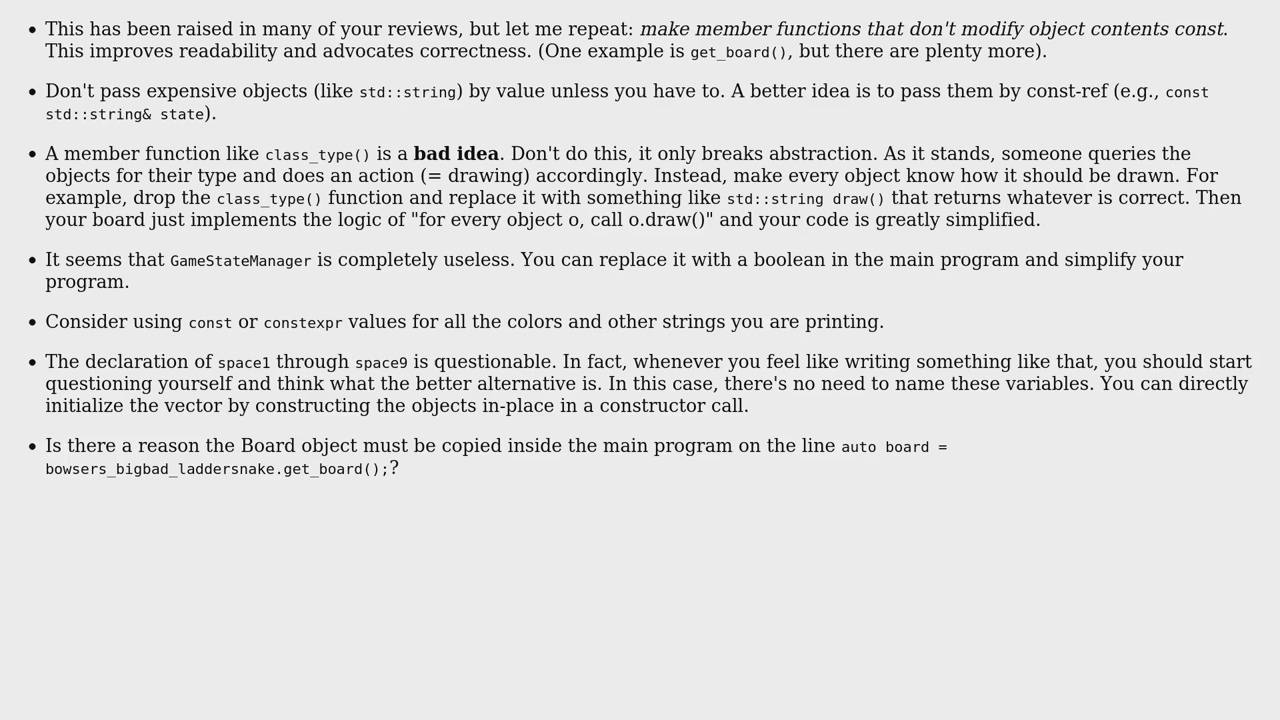 • This has been raised in many of your reviews, but let me repeat: make member functions that don't modify object contents const.
This improves readability and advocates correctness. (One example is get_board(), but there are plenty more).
• Don't pass expensive objects (like std::string) by value unless you have to. A better idea is to pass them by const-ref (e.g., const
std::string& state).
• A member function like class_type() is a bad idea. Don't do this, it only breaks abstraction. As it stands, someone queries the
objects for their type and does an action (= drawing) accordingly. Instead, make every object know how it should be drawn. For
example, drop the class_type() function and replace it with something like std::string draw() that returns whatever is correct. Then
your board just implements the logic of "for every object o, call o.draw()" and your code is greatly simplified.
• It seems that GameStateManager is completely useless. You can replace it with a boolean in the main program and simplify your
program.
• Consider using const or constexpr values for all the colors and other strings you are printing.
• The declaration of space1 through space9 is questionable. In fact, whenever you feel like writing something like that, you should start
questioning yourself and think what the better alternative is. In this case, there's no need to name these variables. You can directly
initialize the vector by constructing the objects in-place in a constructor call.
• Is there a reason the Board object must be copied inside the main program on the line auto board =
bowsers_bigbad_laddersnake.get_board();?